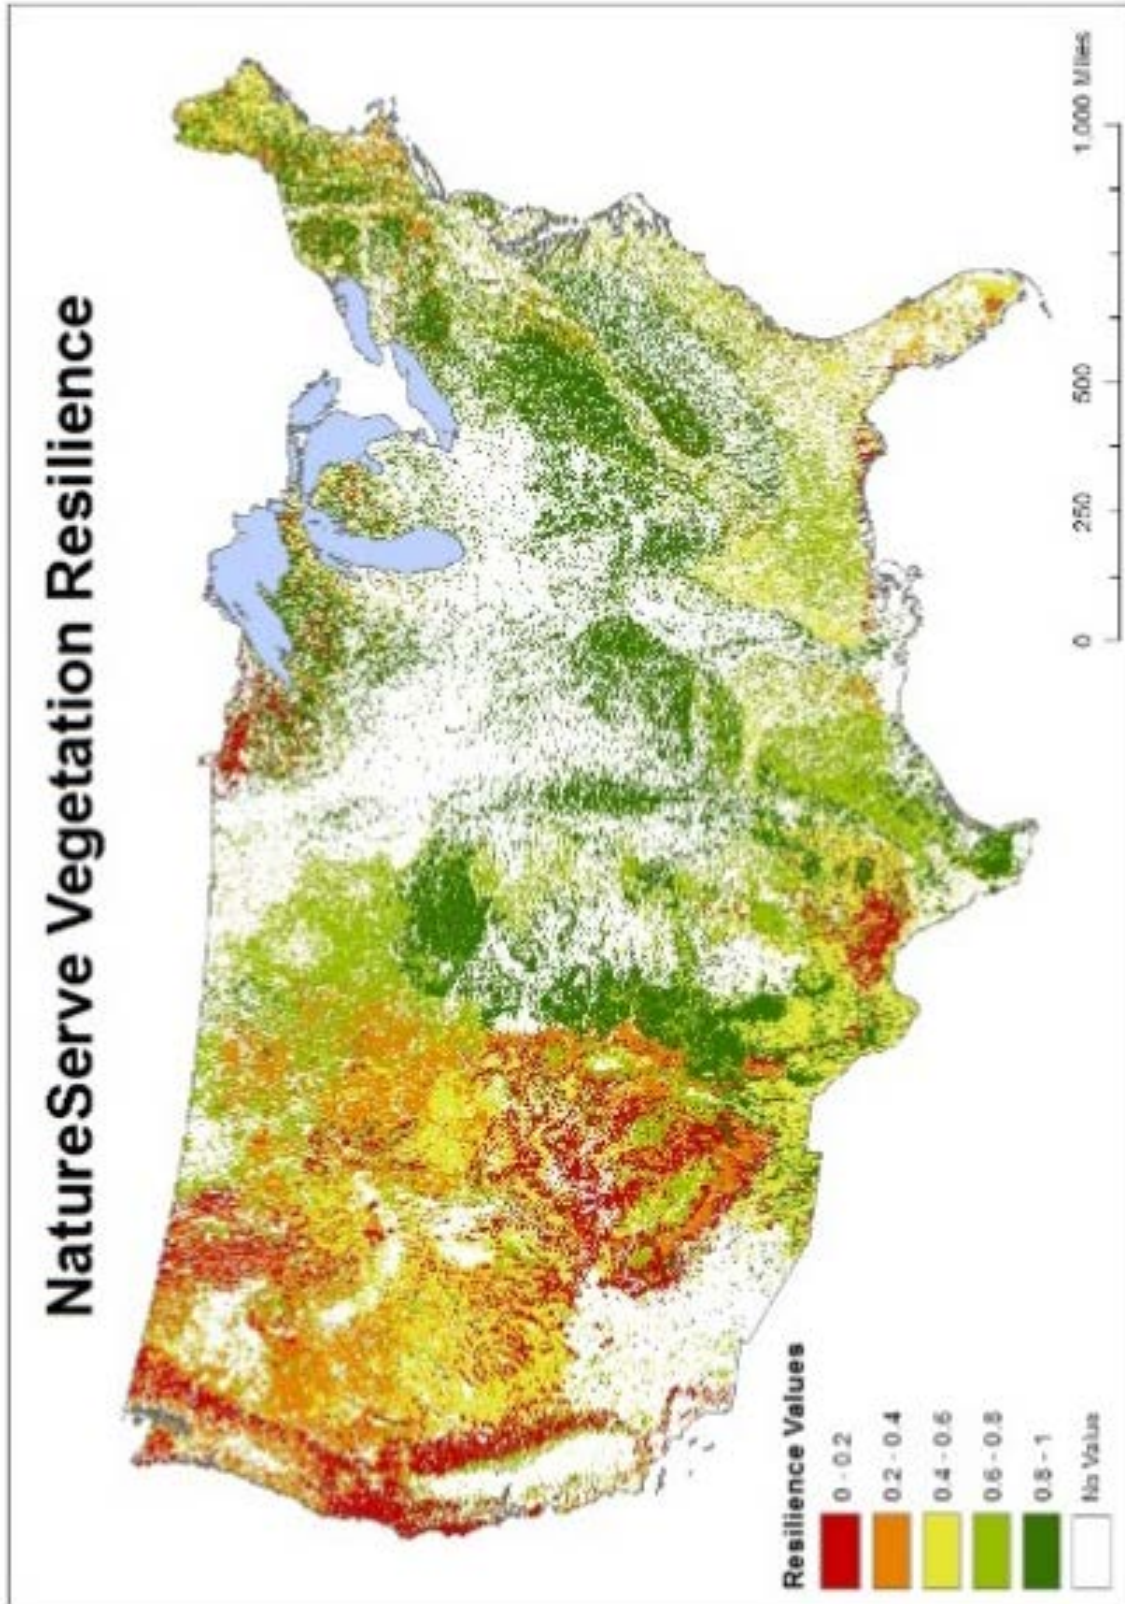 NatureServe Vegetation Resilience
Resilience Values
0 - 0.2
0.2 - 0.4
0.4 - 0.6
0.6 - 0.8
0.8 - 1
No Value
0 250 500 1,000 Miles